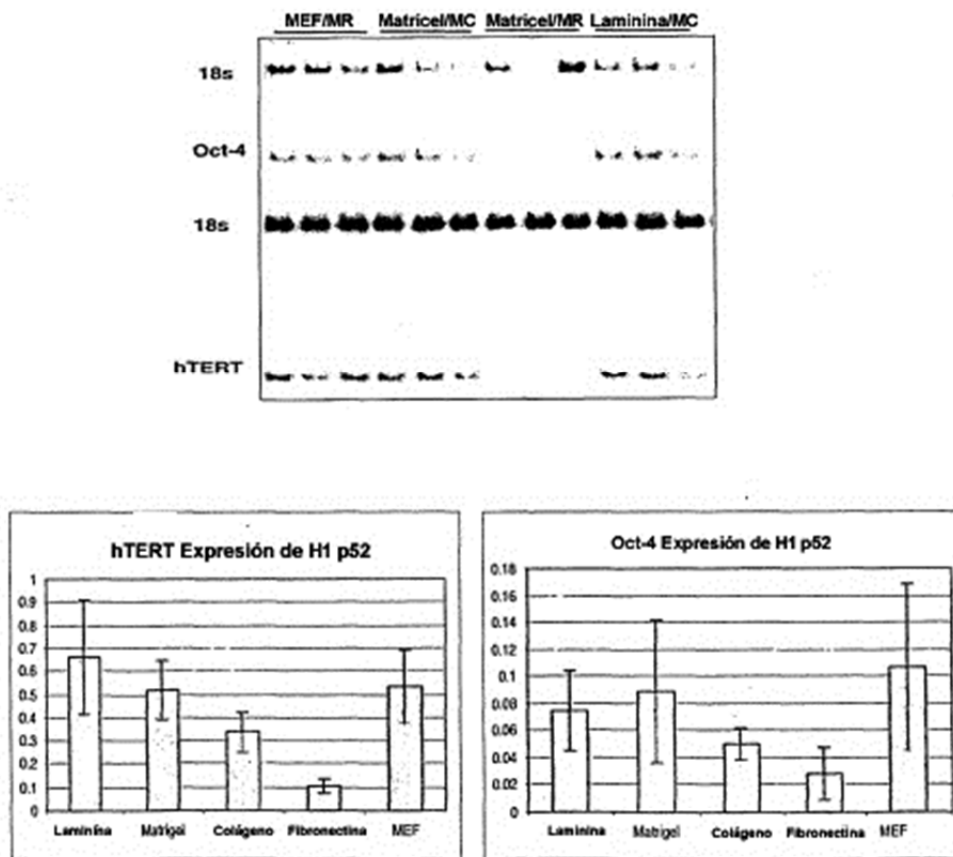 MEF/MR Matricel/MC Matricel/MR Laminina/MC
18s
Oct-4
18s
hTERT
hTERT Expresión de H1 p52
1
0.9
0.8
0.7
0.6
0.5
0.4
0.3
0.2
0.1
0
Laminína Matrigel Colágeno Fibronectina MEF
Oct-4 Expresión de H1 p52
0.18
0.16
0.14
0.12
0.1
0.08
0.06
0.04
0.02
0
Laminina Matrigel Colágeno Fibronectina MEF